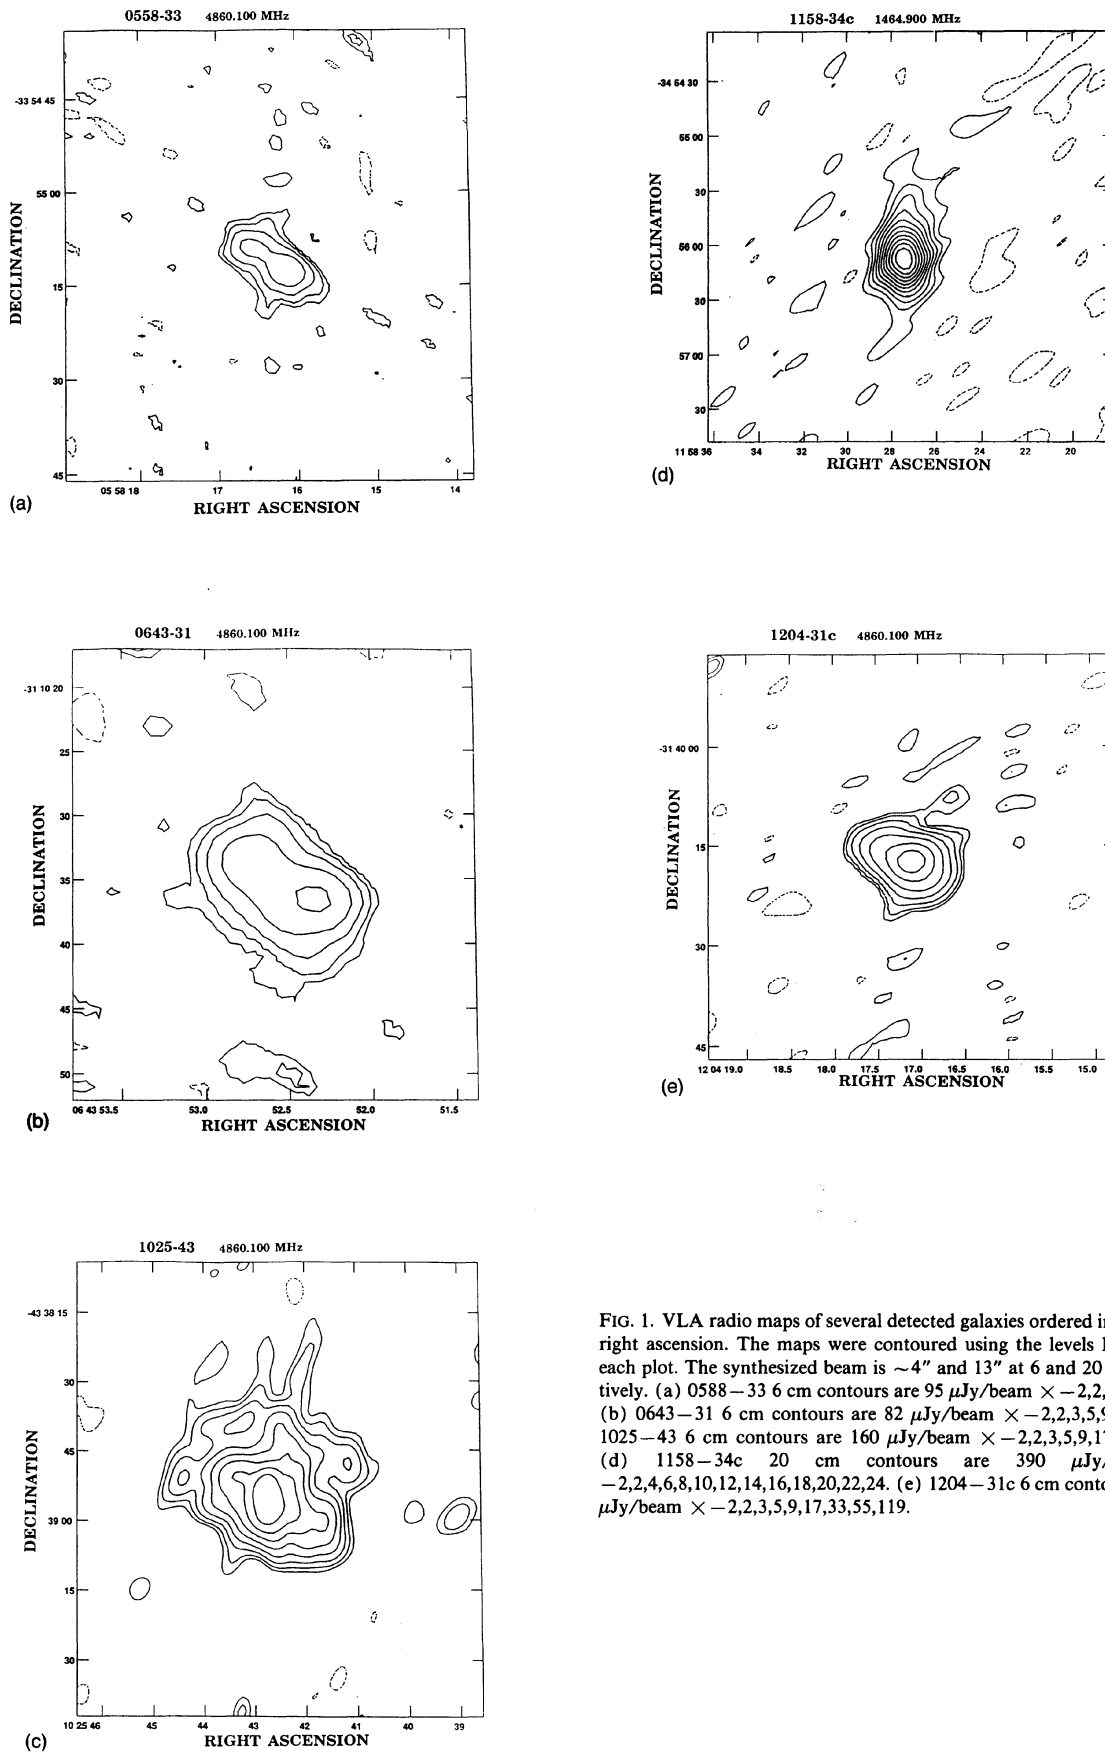 0558-33 4860.100 MHz
-33 54 45
55 00
15
30
45
DECLINATION
05 58 18 17 16 15 14
RIGHT ASCENSION
(a)
1158-34c 1464.900 MHz
-34 54 30
55 00
30
56 00
30
57 00
30
DECLINATION
11 58 36 34 32 30 28 26 24 22 20
RIGHT ASCENSION
(d)
0643-31 4860.100 MHz
-31 10 20
25
30
35
40
45
50
DECLINATION
06 43 53.5 53.0 52.5 52.0 51.5
RIGHT ASCENSION
(b)
1204-31c 4860.100 MHz
-31 40 00
15
30
45
DECLINATION
12 04 19.0 18.5 18.0 17.5 17.0 16.5 16.0 15.5 15.0
RIGHT ASCENSION
(e)
1025-43 4860.100 MHz
-43 38 15
30
45
39 00
15
30
DECLINATION
10 25 46 45 44 43 42 41 40 39
RIGHT ASCENSION
(c)
FIG. 1. VLA radio maps of several detected galaxies ordered
right ascension. The maps were contoured using the levels
each plot. The synthesized beam is ~4″ and 13″ at 6 and 20
tively. (a) 0588−33 6 cm contours are 95 μJy/beam × −2,2,
(b) 0643−31 6 cm contours are 82 μJy/beam × −2,2,3,5,9
1025−43 6 cm contours are 160 μJy/beam × −2,2,3,5,9,17
(d) 1158−34c 20 cm contours are 390 μJy/
−2,2,4,6,8,10,12,14,16,18,20,22,24. (e) 1204−31c 6 cm conto
μJy/beam × −2,2,3,5,9,17,33,55,119.